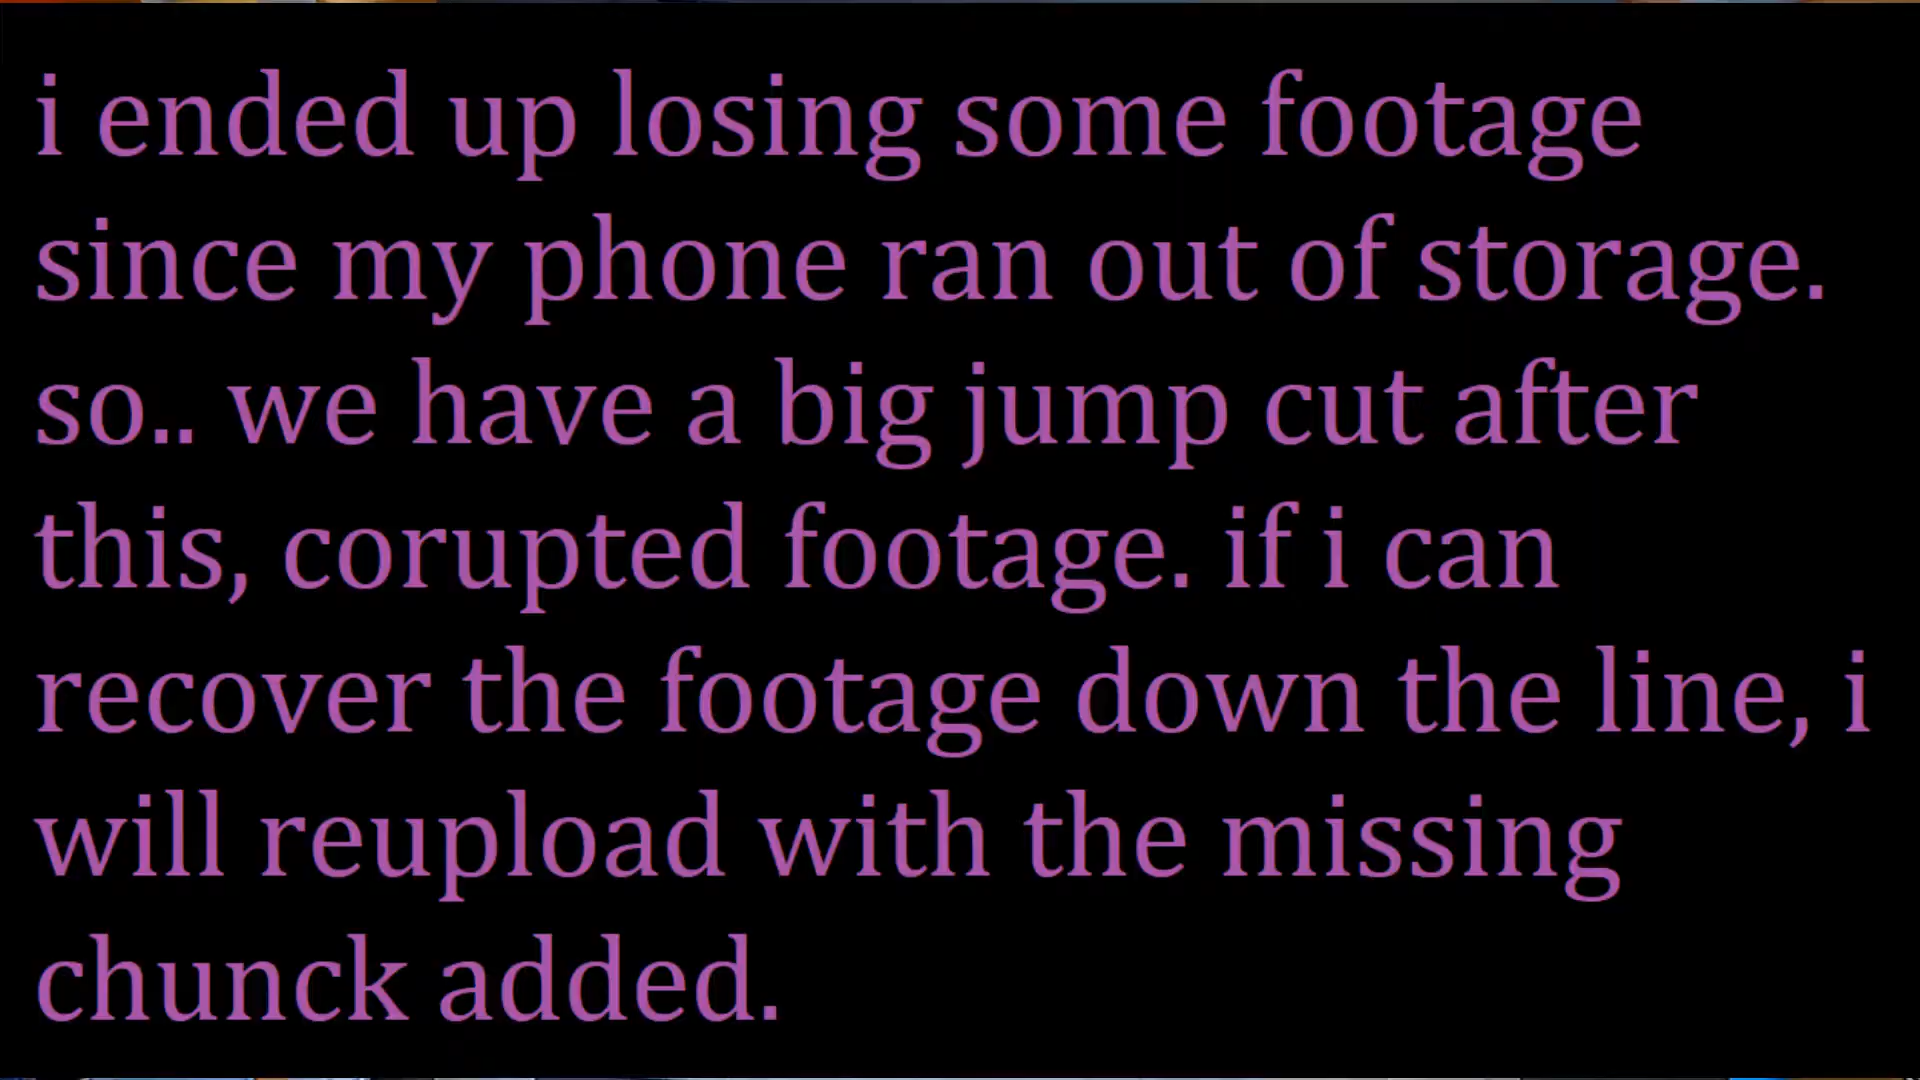 i ended up losing some footage
since my phone ran out of storage.
so.. we have a big jump cut after
this, corupted footage. if i can
recover the footage down the line, i
will reupload with the missing
chunck added.